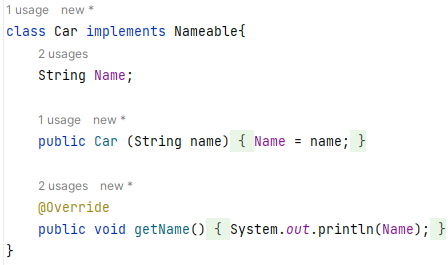 1 usage   new *
class Car implements Nameable{
2 usages
String Name;
1 usage   new *
public Car (String name) { Name = name; }
2 usages   new *
@Override
public void getName() { System.out.println(Name); }
}